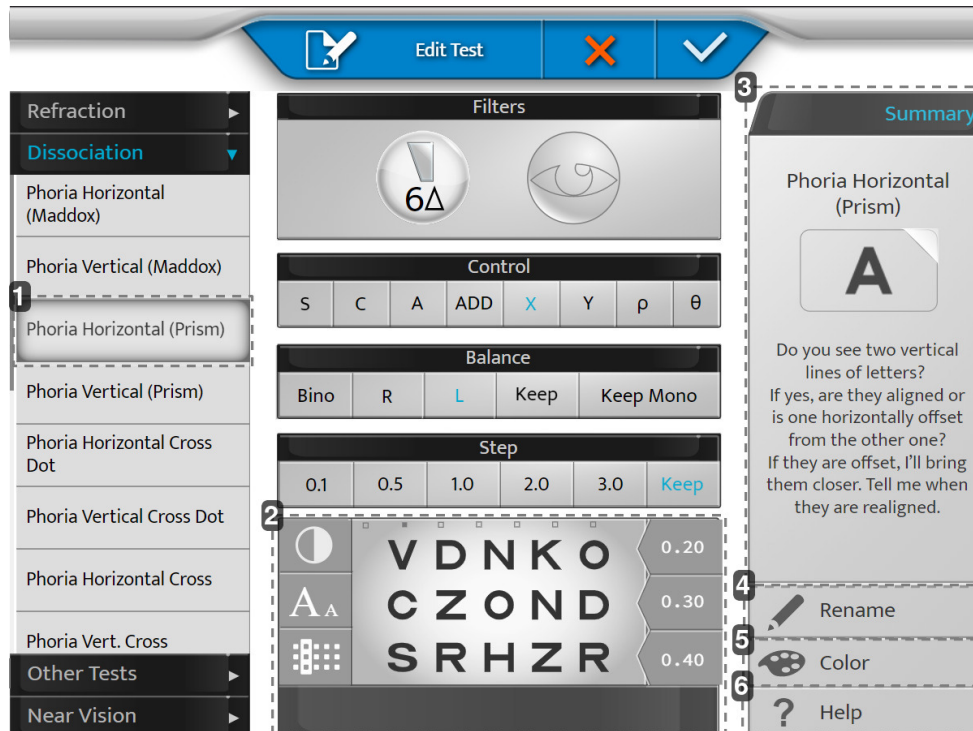 Edit Test
3
Refraction
Dissociation
Phoria Horizontal
(Maddox)
Phoria Vertical (Maddox)
1
Phoria Horizontal (Prism)
Phoria Vertical (Prism)
Phoria Horizontal Cross
Dot
Phoria Vertical Cross Dot
Phoria Horizontal Cross
Phoria Vert. Cross
Other Tests
Near Vision
Filters
6Δ
Control
S C A ADD X Y ρ θ
Balance
Bino R L Keep Keep Mono
Step
0.1 0.5 1.0 2.0 3.0 Keep
2
V D N K O 0.20
A A C Z O N D 0.30
S R H Z R 0.40
Summary
Phoria Horizontal
(Prism)
A
Do you see two vertical
lines of letters?
If yes, are they aligned or
is one horizontally offset
from the other one?
If they are offset, I'll bring
them closer. Tell me when
they are realigned.
4
Rename
5
Color
6
? Help